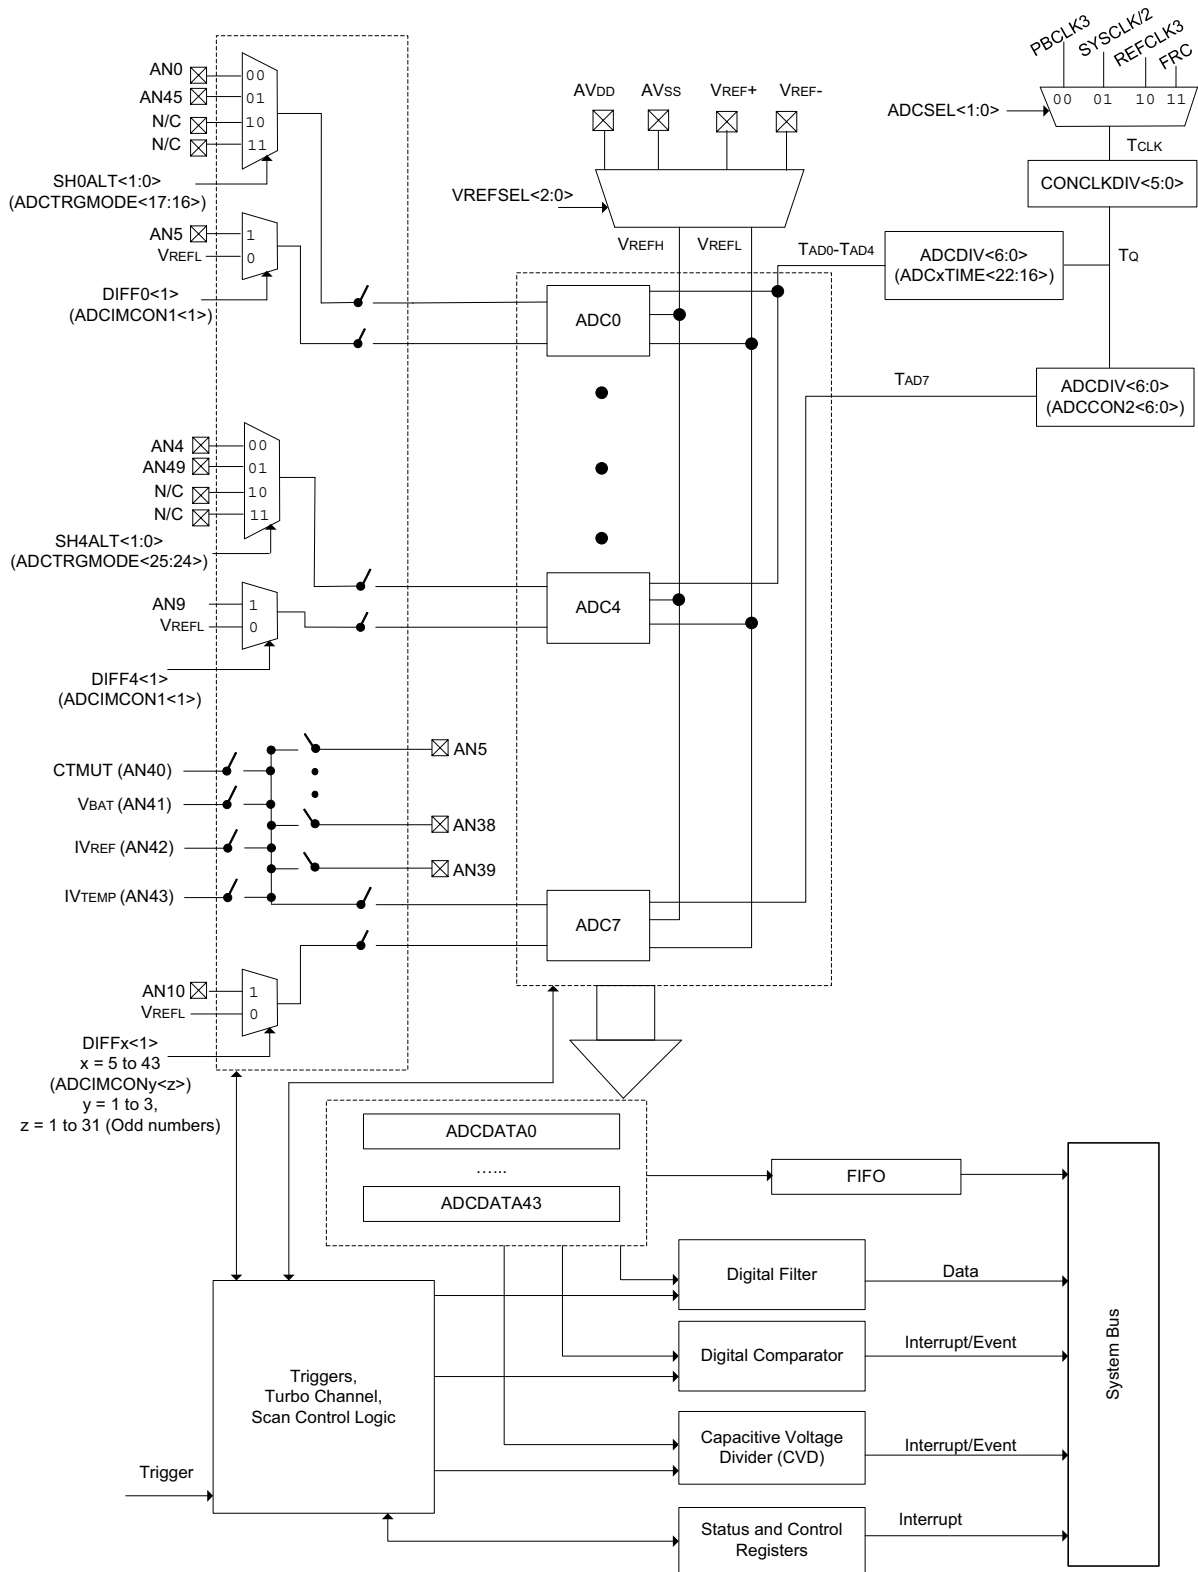 PBCLK3
SYSCLK/2
REFCLK3
FRC
ADCSEL<1:0>
00 01 10 11
TCLK
CONCLKDIV<5:0>
AN0
AN45
N/C
N/C
00
01
10
11
SH0ALT<1:0>
(ADCTRGMODE<17:16>)
AVDD AVSS VREF+ VREF-
VREFSEL<2:0>
VREFH VREFL
AN5
VREFL
1
0
DIFF0<1>
(ADCIMCON1<1>)
TAD0-TAD4
ADCDIV<6:0>
(ADCxTIME<22:16>)
TQ
ADC0
TAD7
ADCDIV<6:0>
(ADCCON2<6:0>)
AN4
AN49
N/C
N/C
00
01
10
11
SH4ALT<1:0>
(ADCTRGMODE<25:24>)
AN9
VREFL
1
0
DIFF4<1>
(ADCIMCON1<1>)
ADC4
CTMUT (AN40)
VBAT (AN41)
IVREF (AN42)
IVTEMP (AN43)
AN5
AN38
AN39
ADC7
AN10
VREFL
1
0
DIFFx<1>
x = 5 to 43
(ADCIMCONy<z>)
y = 1 to 3,
z = 1 to 31 (Odd numbers)
ADCDATA0
…...
ADCDATA43
FIFO
Digital Filter
Data
Digital Comparator
Interrupt/Event
Capacitive Voltage
Divider (CVD)
Interrupt/Event
Status and Control
Registers
Interrupt
System Bus
Triggers,
Turbo Channel,
Scan Control Logic
Trigger